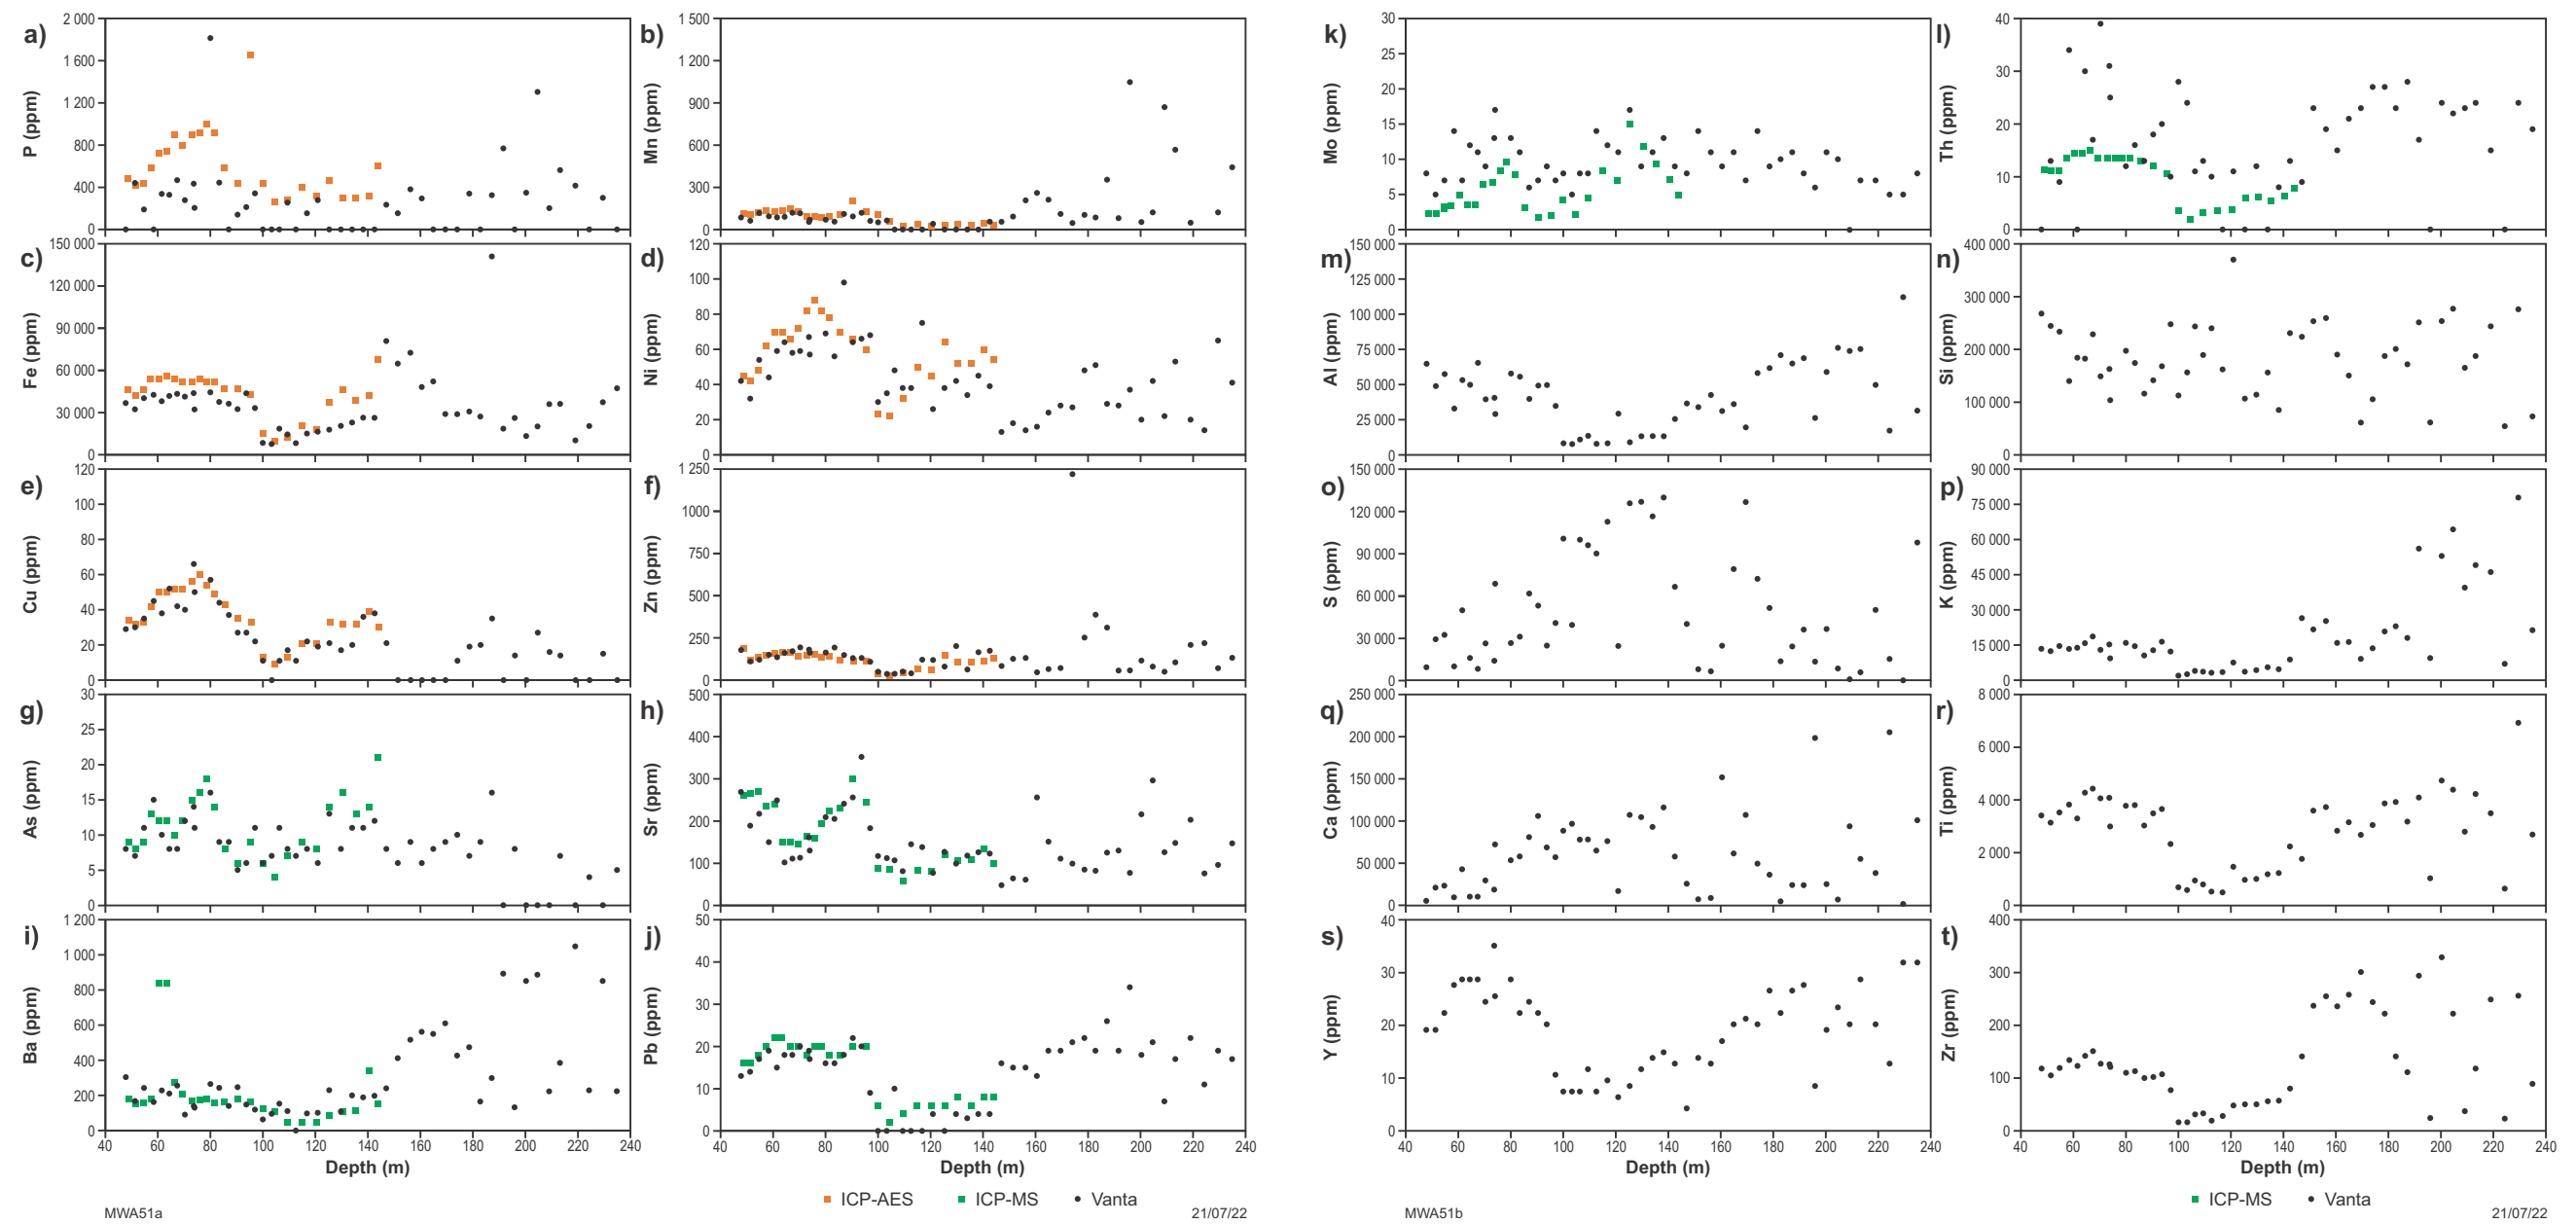 a)
P (ppm)
2 000
1 600
1 200
800
400
0
b)
Mn (ppm)
1 500
1 200
900
600
300
0
c)
Fe (ppm)
150 000
120 000
90 000
60 000
30 000
0
d)
Ni (ppm)
120
100
80
60
40
20
0
e)
Cu (ppm)
120
100
80
60
40
20
0
f)
Zn (ppm)
1 250
1000
750
500
250
0
g)
As (ppm)
30
25
20
15
10
5
0
h)
Sr (ppm)
500
400
300
200
100
0
i)
Ba (ppm)
1200
1 000
800
600
400
200
0
40 60 80 100 120 140 160 180 200 220 240
Depth (m)
j)
Pb (ppm)
50
40
30
20
10
0
40 60 80 100 120 140 160 180 200 220 240
Depth (m)
ICP-AES ICP-MS Vanta
MWA51a
21/07/22
k)
Mo (ppm)
30
25
20
15
10
5
0
l)
Th (ppm)
40
30
20
10
0
m)
Al (ppm)
150 000
125 000
100 000
75 000
50 000
25 000
0
n)
Si (ppm)
400 000
300 000
200 000
100 000
0
o)
S (ppm)
150 000
120 000
90 000
60 000
30 000
0
p)
K (ppm)
90 000
75 000
60 000
45 000
30 000
15 000
0
q)
Ca (ppm)
250 000
200 000
150 000
100 000
50 000
0
r)
Ti (ppm)
8 000
6 000
4 000
2 000
0
s)
Y (ppm)
40
30
20
10
0
40 60 80 100 120 140 160 180 200 220 240
Depth (m)
t)
Zr (ppm)
400
300
200
100
0
40 60 80 100 120 140 160 180 200 220 240
Depth (m)
ICP-MS Vanta
MWA51b
21/07/22